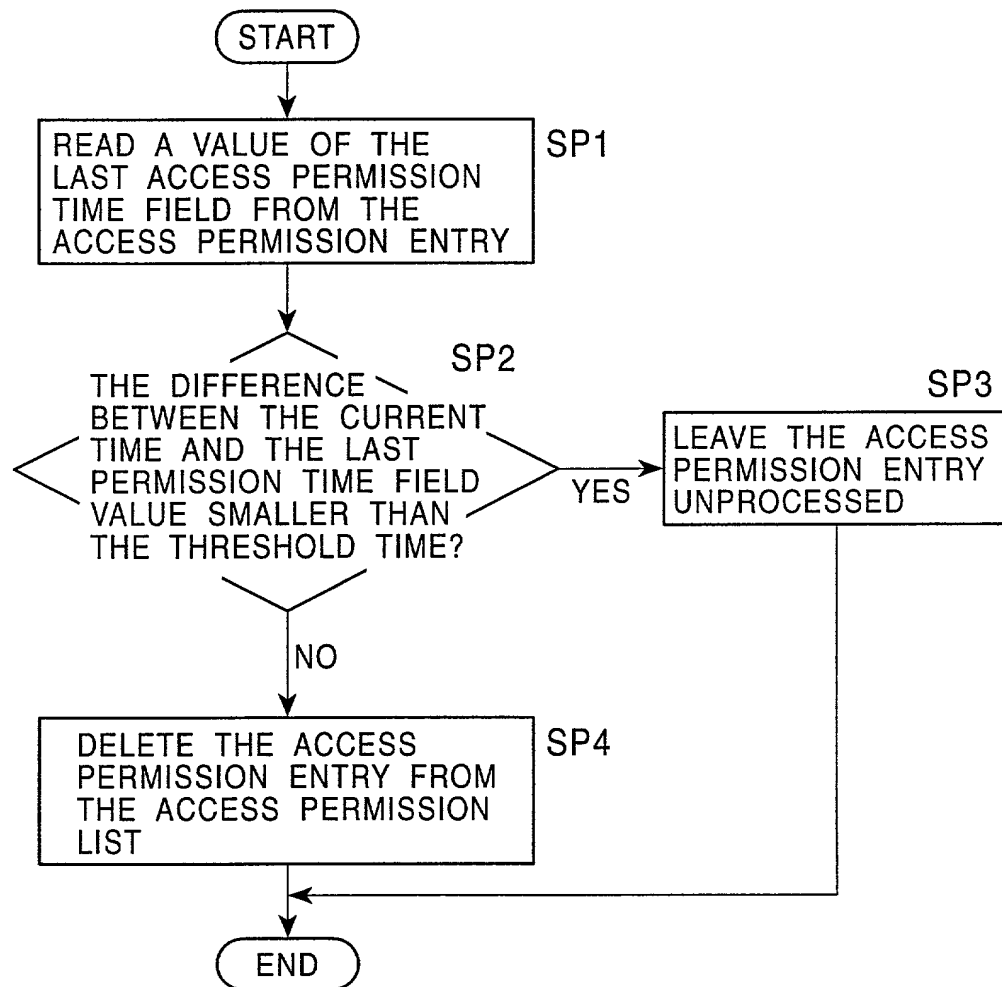 START
READ A VALUE OF THE
LAST ACCESS PERMISSION
TIME FIELD FROM THE
ACCESS PERMISSION ENTRY
SP1
SP2
THE DIFFERENCE
BETWEEN THE CURRENT
TIME AND THE LAST
PERMISSION TIME FIELD
VALUE SMALLER THAN
THE THRESHOLD TIME?
YES
SP3
LEAVE THE ACCESS
PERMISSION ENTRY
UNPROCESSED
NO
DELETE THE ACCESS
PERMISSION ENTRY FROM
THE ACCESS PERMISSION
LIST
SP4
END